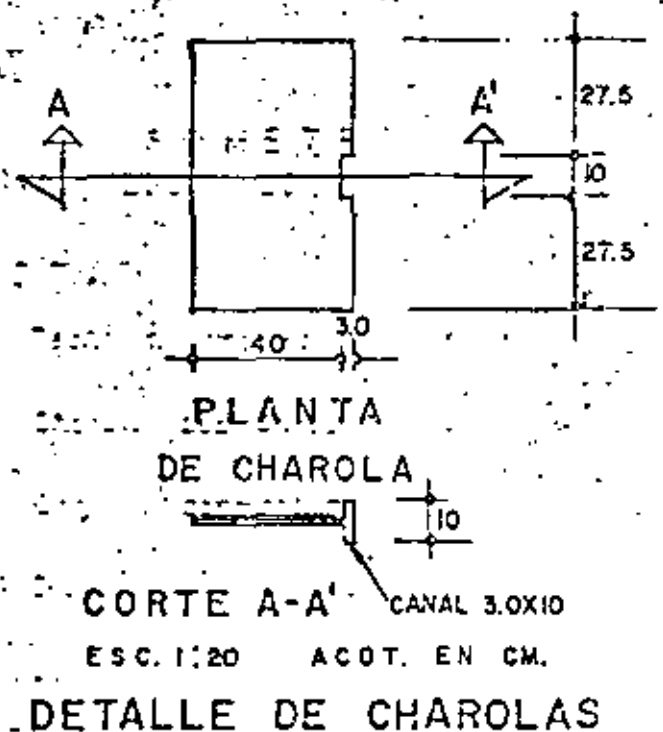 A A'
27.5
10
27.5
3.0
40
PLANTA
DE CHAROLA
10
CORTE A-A' CANAL 3.0X10
ESC. 1:20 ACOT. EN CM.
DETALLE DE CHAROLAS